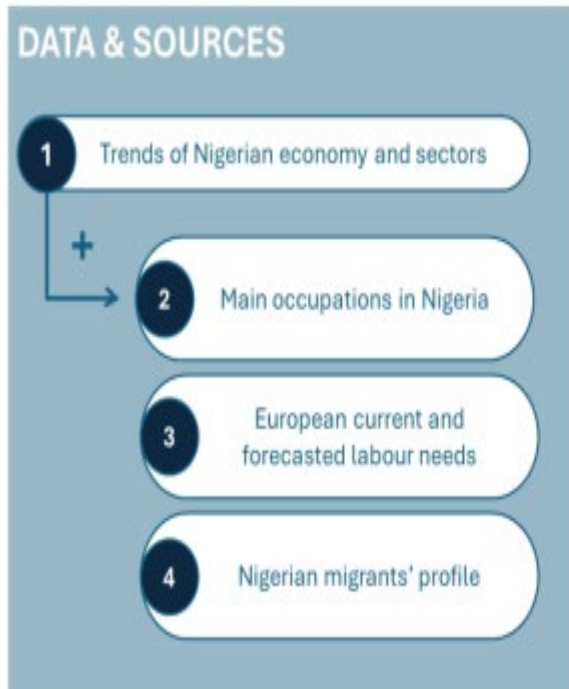 DATA & SOURCES
1
Trends of Nigerian economy and sectors
+
2
Main occupations in Nigeria
3
European current and
forecasted labour needs
4
Nigerian migrants' profile